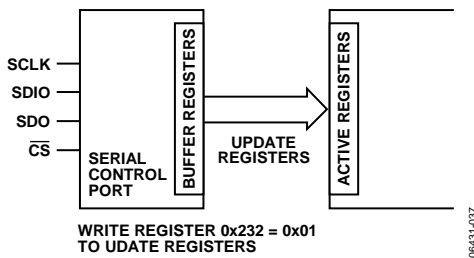 SCLK
SDIO
SDO
CS
SERIAL
CONTROL
PORT
BUFFER REGISTERS
UPDATE
REGISTERS
ACTIVE REGISTERS
WRITE REGISTER 0x232 = 0x01
TO UDATE REGISTERS
06431-037